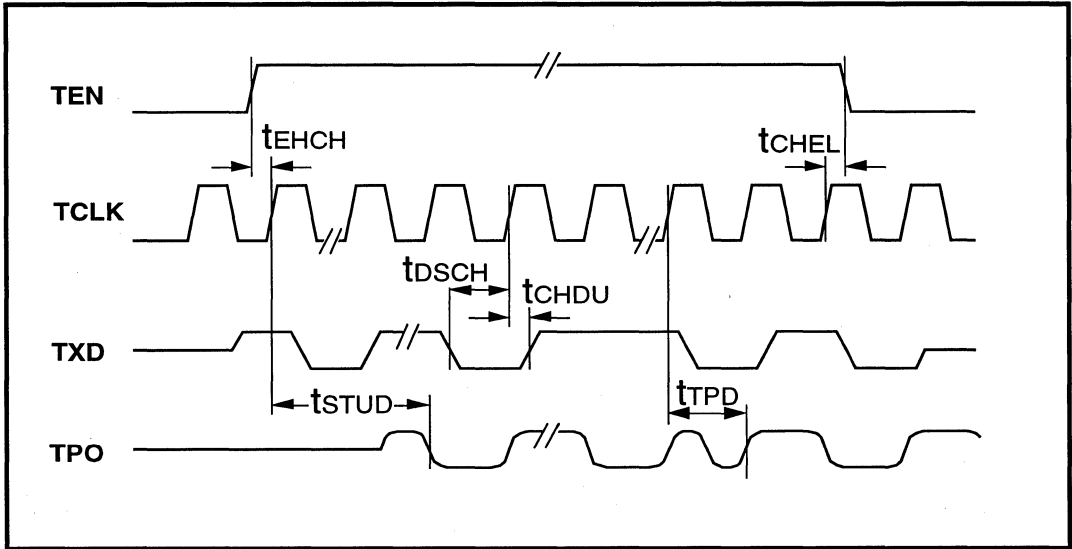 TEN
tEHCH
tCHEL
TCLK
tDSCH
tCHDU
TXD
tSTUD
tTPD
TPO